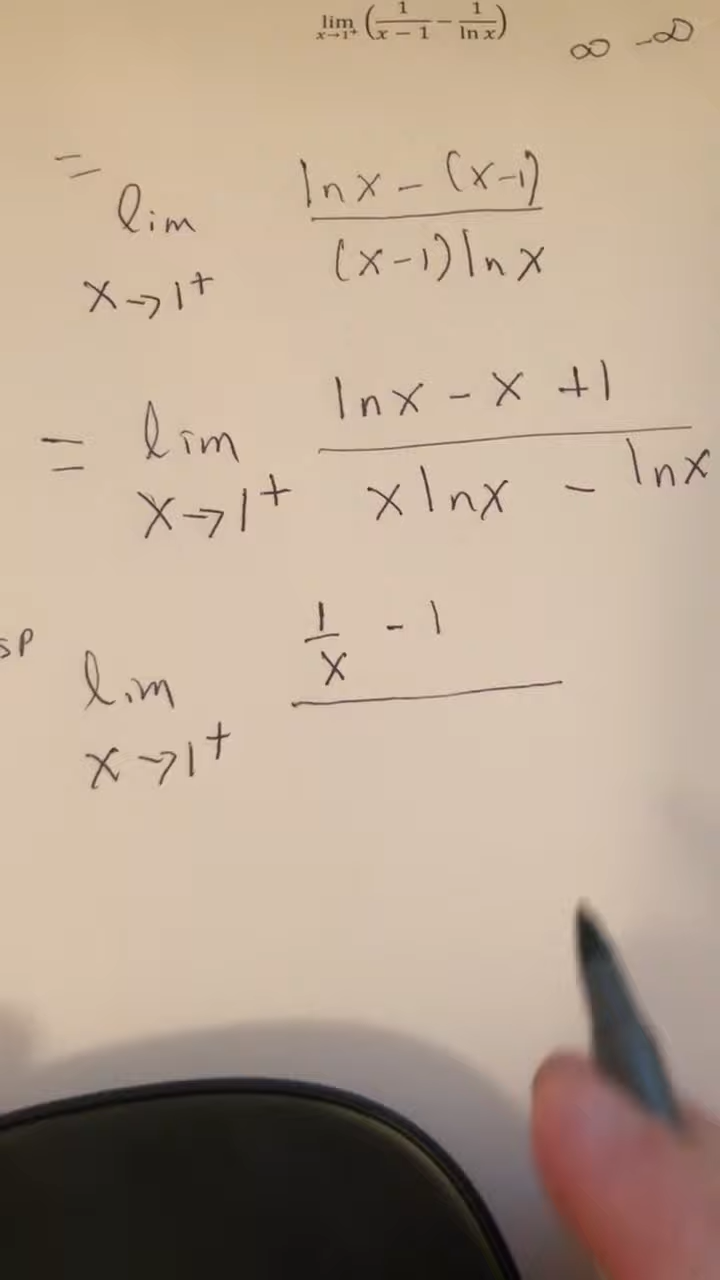 lim x→1⁺ (1/(x − 1) − 1/ln x) ∞ -∞
= lim x→1⁺ (ln x - (x-1))/((x-1) ln x)
= lim x→1⁺ (ln x - x + 1)/(x ln x - ln x)
SP lim x→1⁺ (1/x - 1)/